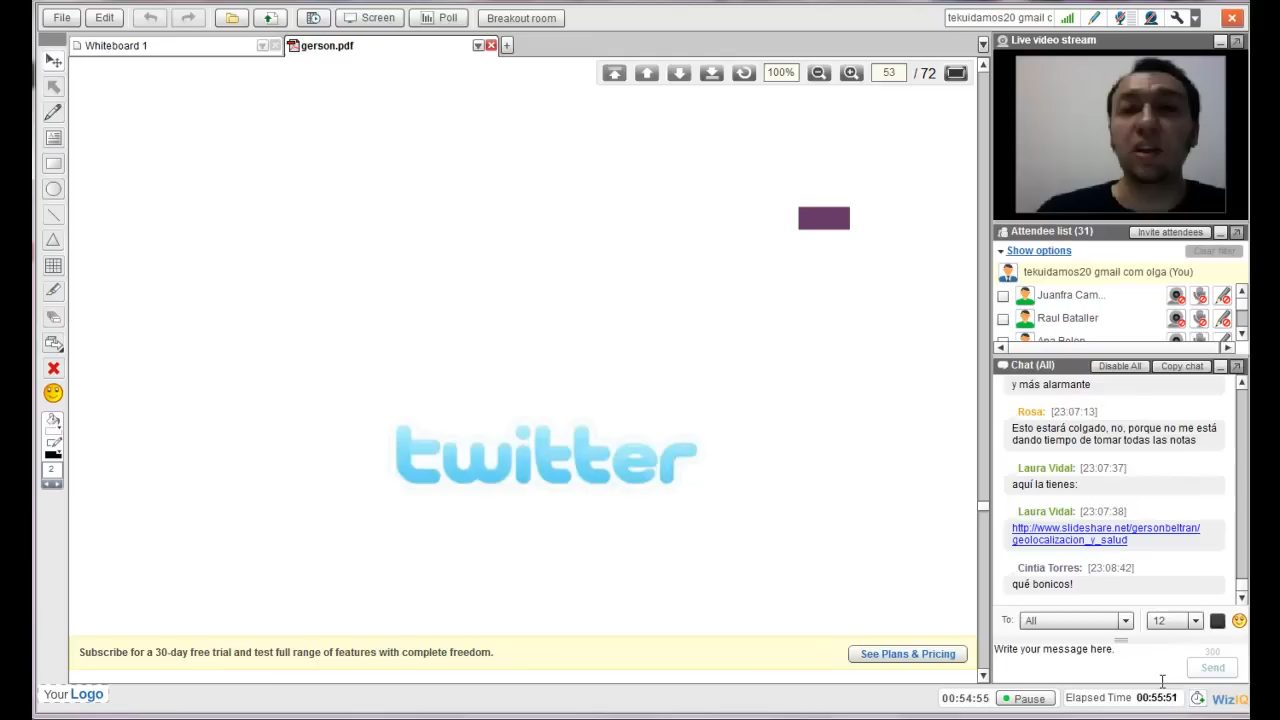 File Edit Screen Poll Breakout room tekuidamos20 gmail c
Whiteboard 1 gerson.pdf
Live video stream
100% 53 / 72
twitter
Attendee list (31) Invite attendees
Show options Clear filter
tekuidamos20 gmail com olga (You)
Juanfra Cam...
Raul Bataller
Chat (All) Disable All Copy chat
y más alarmante
Rosa: [23:07:13]
Esto estará colgado, no, porque no me está
dando tiempo de tomar todas las notas
Laura Vidal: [23:07:37]
aquí la tienes:
Laura Vidal: [23:07:38]
http://www.slideshare.net/gersonbeltran/
geolocalizacion_y_salud
Cintia Torres: [23:08:42]
qué bonicos!
To: All 12
Write your message here.
300
Send
2
Subscribe for a 30-day free trial and test full range of features with complete freedom. See Plans & Pricing
Your Logo
00:54:55 Pause Elapsed Time 00:55:51 WizIQ